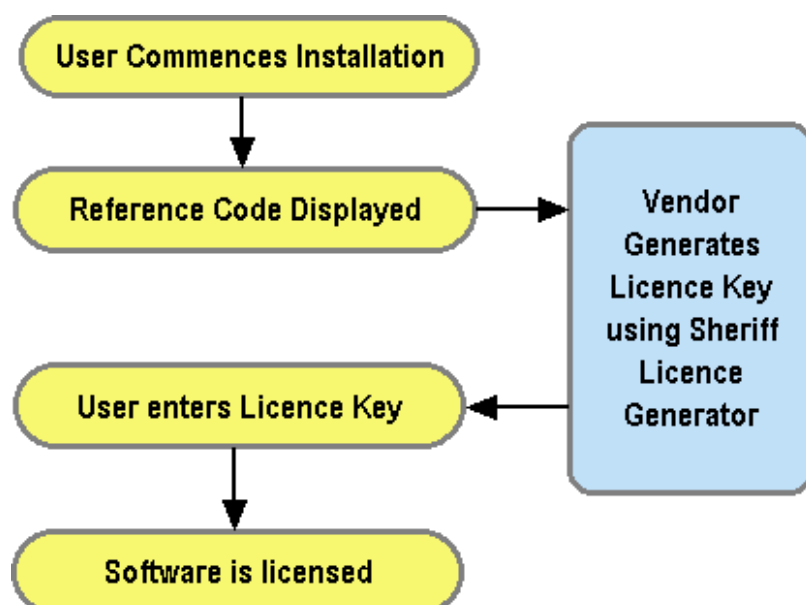 User Commences Installation
Reference Code Displayed
Vendor
Generates
Licence Key
using Sheriff
Licence
Generator
User enters Licence Key
Software is licensed